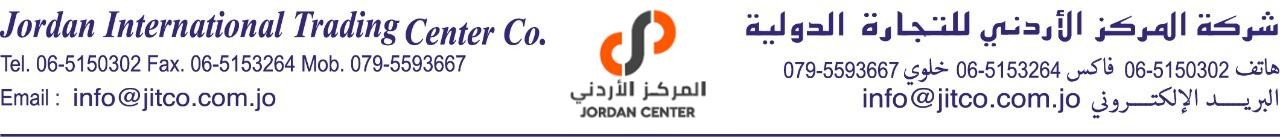 Jordan International Trading Center Co.
Tel. 06-5150302 Fax. 06-5153264 Mob. 079-5593667
Email : info@jitco.com.jo
المركز الأردني
JORDAN CENTER
شركة المركز الأردني للتجارة الدولية
هاتف 06-5150302 فاكس 06-5153264 خلوي 079-5593667
البريــد الإلكتــروني info@jitco.com.jo